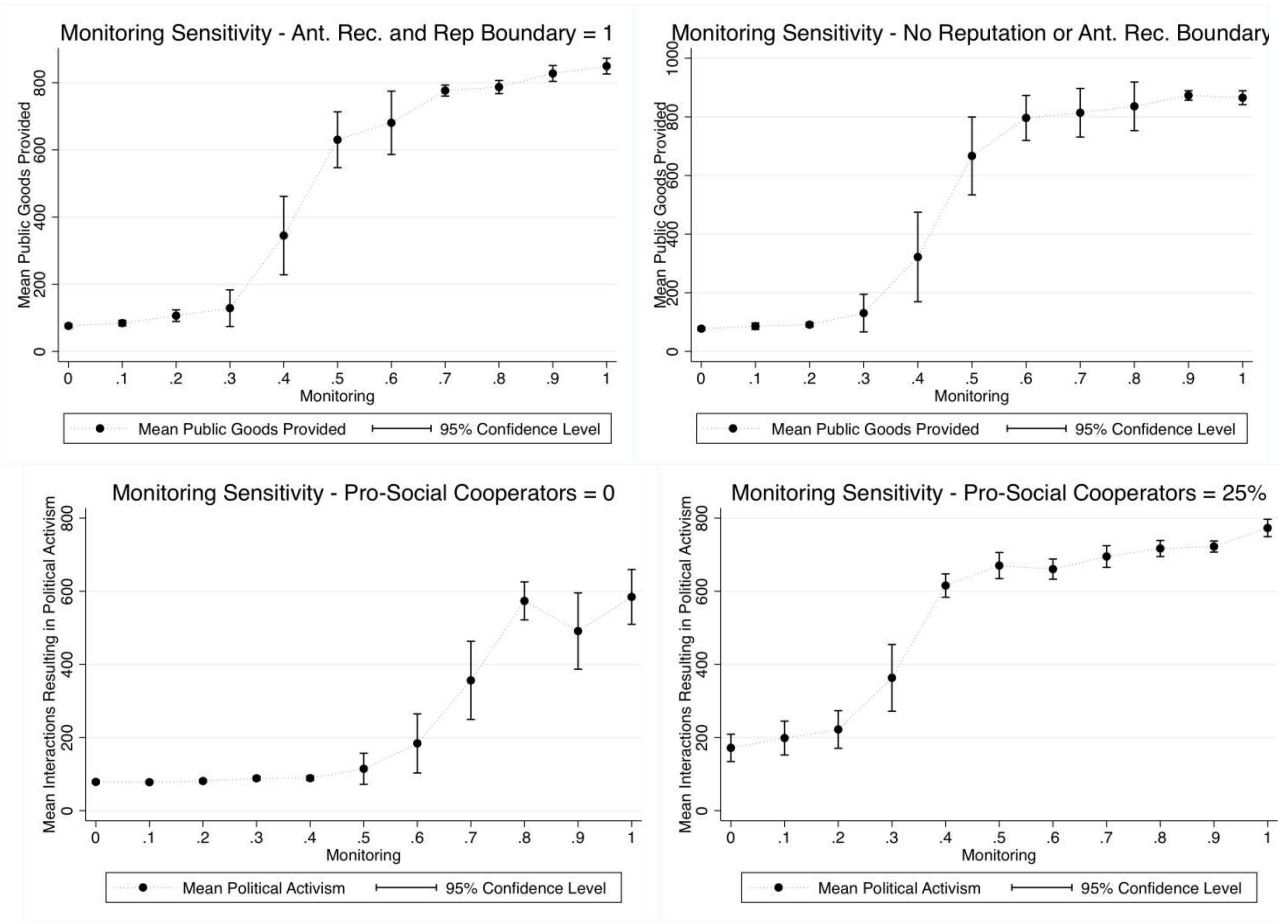 Monitoring Sensitivity - Ant. Rec. and Rep Boundary = 1
Mean Public Goods Provided
800
600
400
200
0
0 .1 .2 .3 .4 .5 .6 .7 .8 .9 1
Monitoring
Mean Public Goods Provided 95% Confidence Level
Monitoring Sensitivity - No Reputation or Ant. Rec. Boundary
Mean Public Goods Provided
1000
800
600
400
200
0
0 .1 .2 .3 .4 .5 .6 .7 .8 .9 1
Monitoring
Mean Public Goods Provided 95% Confidence Level
Monitoring Sensitivity - Pro-Social Cooperators = 0
Mean Interactions Resulting in Political Activism
800
600
400
200
0
0 .1 .2 .3 .4 .5 .6 .7 .8 .9 1
Monitoring
Mean Political Activism 95% Confidence Level
Monitoring Sensitivity - Pro-Social Cooperators = 25%
Mean Interactions Resulting in Political Activism
800
600
400
200
0
0 .1 .2 .3 .4 .5 .6 .7 .8 .9 1
Monitoring
Mean Political Activism 95% Confidence Level